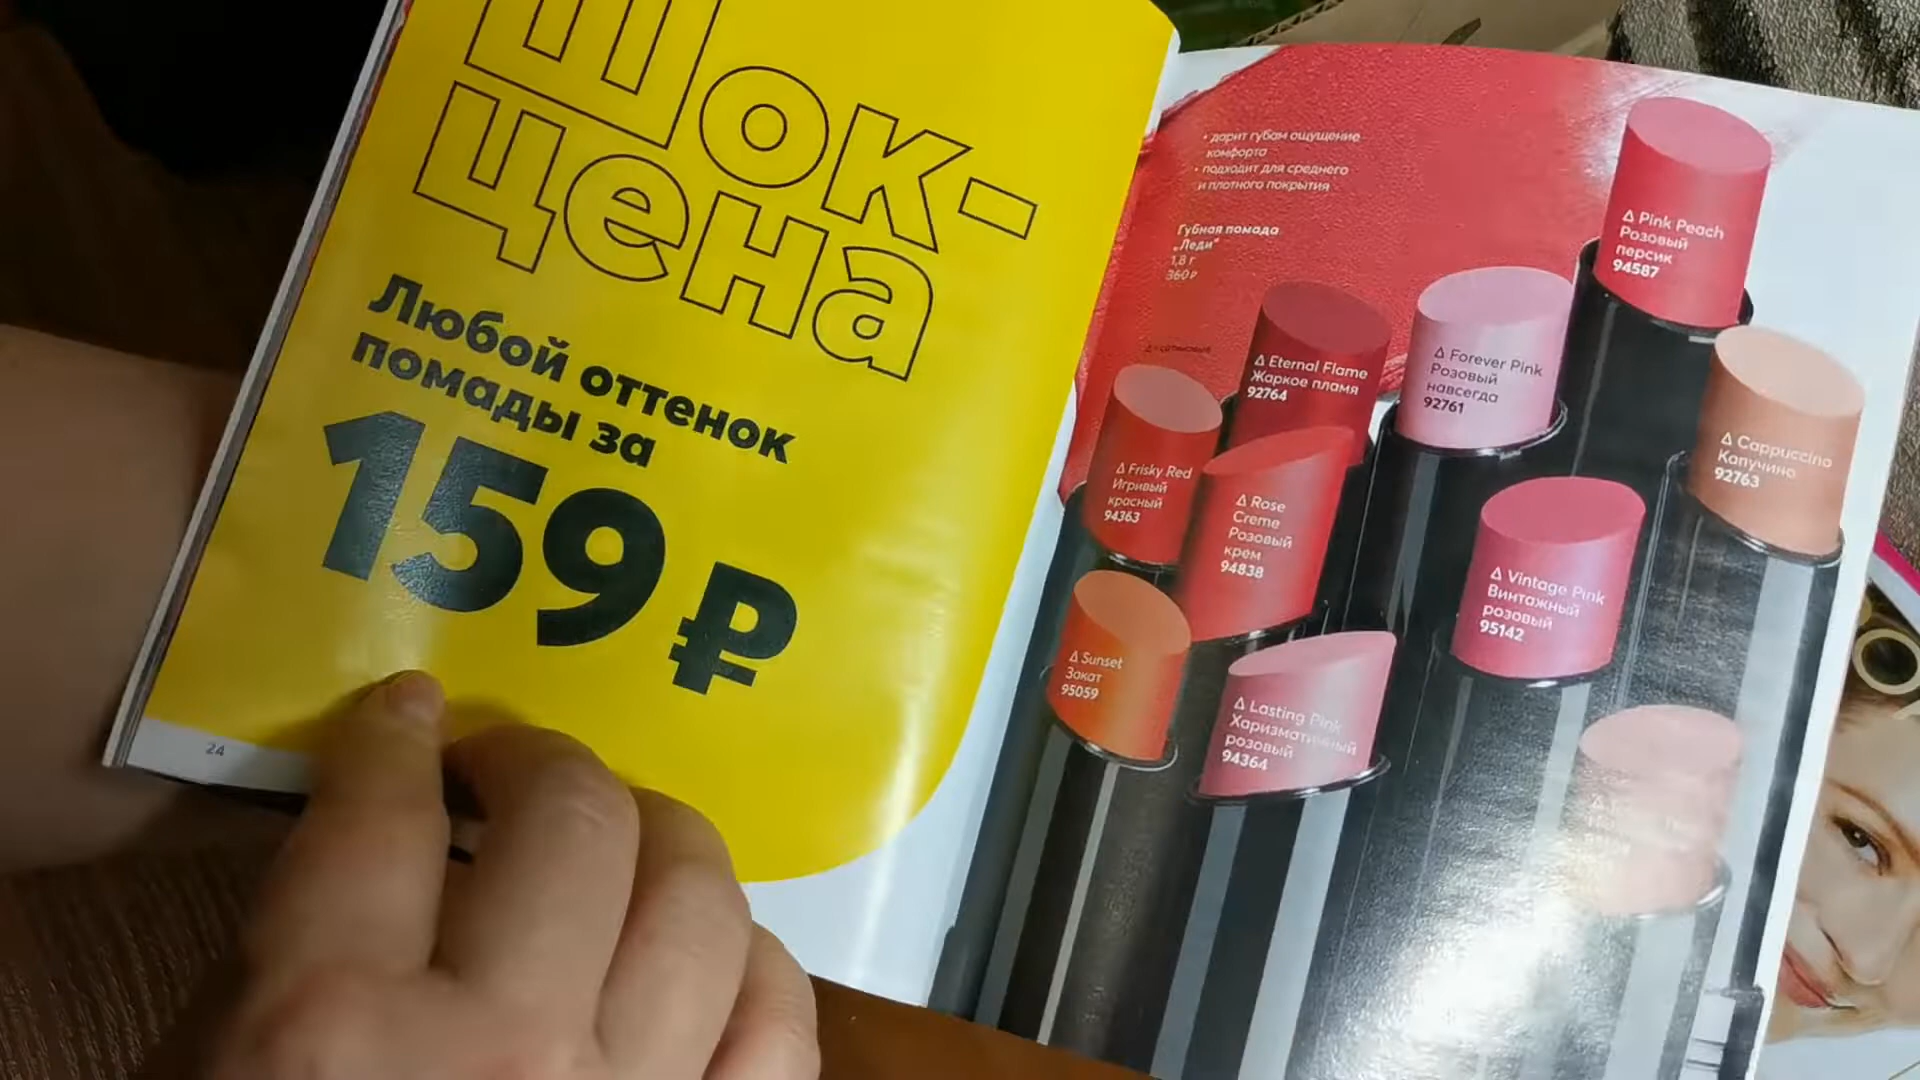 Шок-
цена
Любой оттенок
помады за
159 ₽
24
• дарит губам ощущение
комфорта
• подходит для среднего
и плотного покрытия
Губная помада
„Леди“
1,8 г
360 ₽
∆ Pink Peach
Розовый
персик
94587
∆ Eternal Flame
Жаркое пламя
92764
∆ Forever Pink
Розовый
навсегда
92761
∆ Cappuccino
Капучино
92763
∆ Frisky Red
Игривый
красный
94363
∆ Rose
Creme
Розовый
крем
94838
∆ Vintage Pink
Винтажный
розовый
95142
∆ Sunset
Закат
95059
∆ Lasting Pink
Харизматичный
розовый
94364